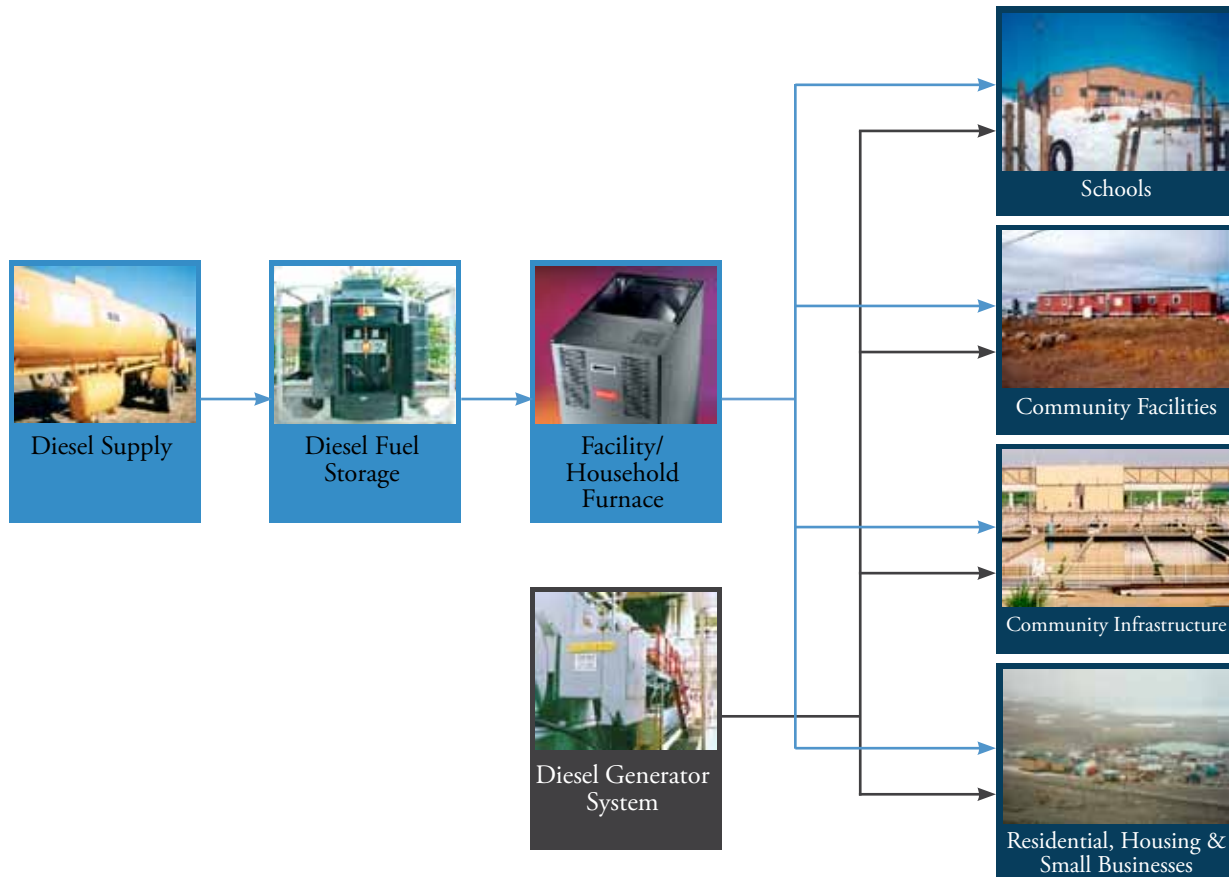 Schools
Community Facilities
Diesel Supply
Diesel Fuel
Storage
Facility/
Household
Furnace
Community Infrastructure
Diesel Generator
System
Residential, Housing &
Small Businesses